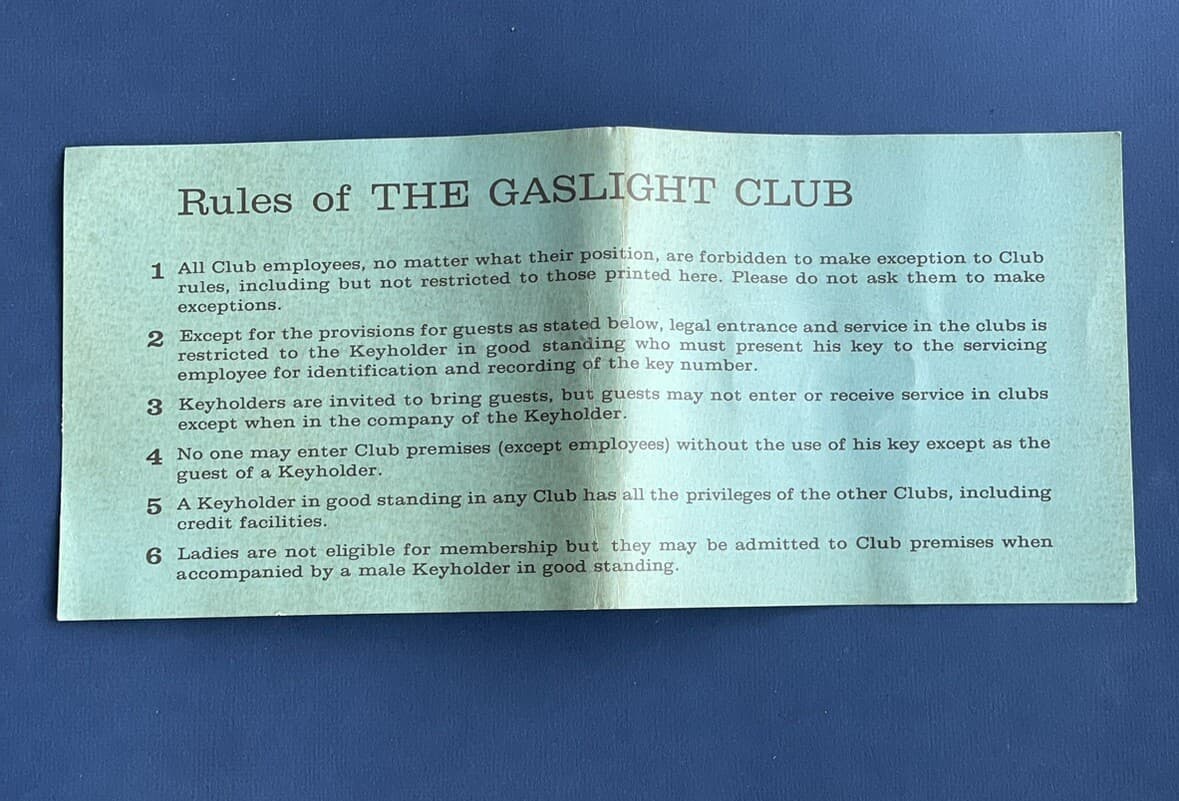 Rules of THE GASLIGHT CLUB
1 All Club employees, no matter what their position, are forbidden to make exception to Club
rules, including but not restricted to those printed here. Please do not ask them to make
exceptions.
2 Except for the provisions for guests as stated below, legal entrance and service in the clubs is
restricted to the Keyholder in good standing who must present his key to the servicing
employee for identification and recording of the key number.
3 Keyholders are invited to bring guests, but guests may not enter or receive service in clubs
except when in the company of the Keyholder.
4 No one may enter Club premises (except employees) without the use of his key except as the
guest of a Keyholder.
5 A Keyholder in good standing in any Club has all the privileges of the other Clubs, including
credit facilities.
6 Ladies are not eligible for membership but they may be admitted to Club premises when
accompanied by a male Keyholder in good standing.